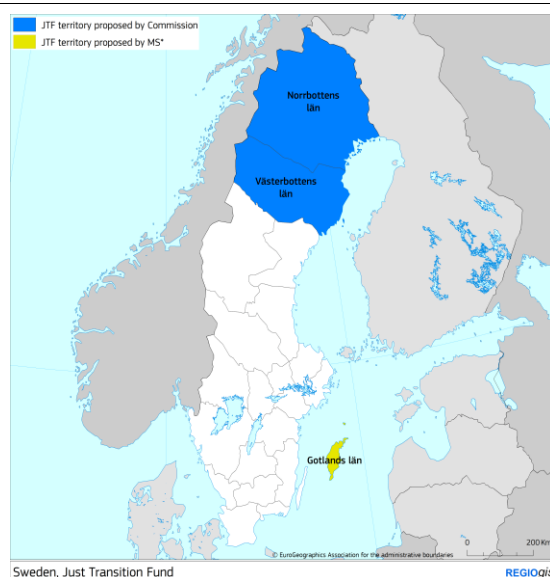 JTF territory proposed by Commission
JTF territory proposed by MS*
Norrbottens
län
Västerbottens
län
Gotlands län
0 200 Km
© EuroGeographics Association for the administrative boundaries
Sweden, Just Transition Fund
REGIOgis